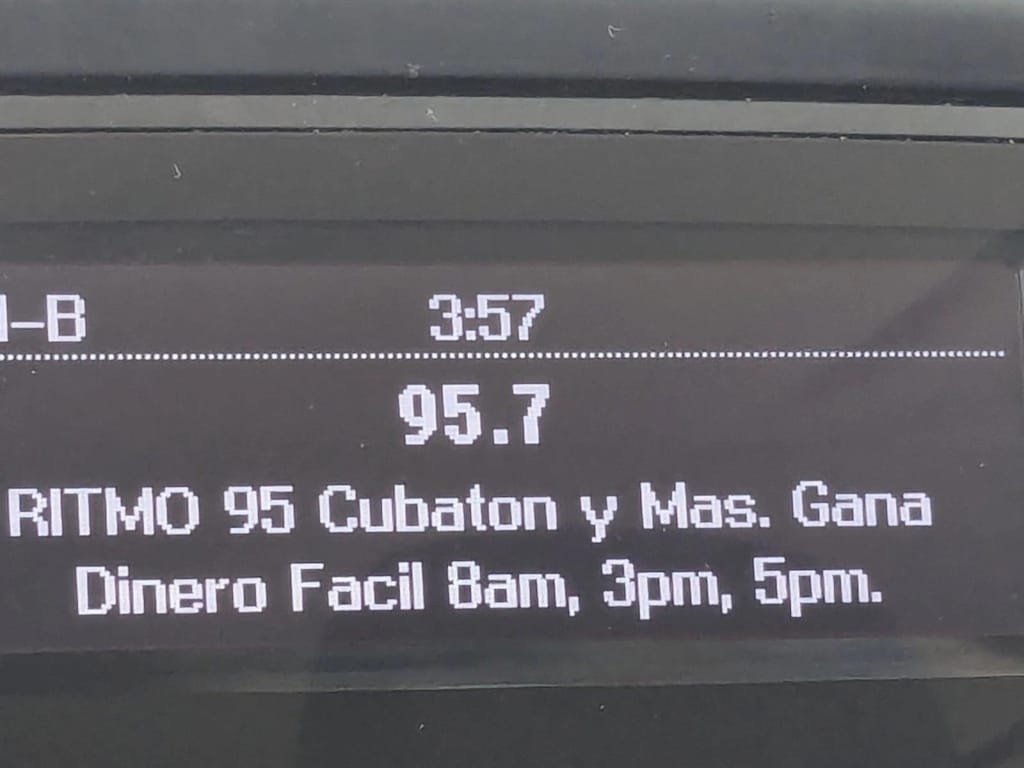 -B 3:57
95.7
RITMO 95 Cubaton y Mas. Gana
Dinero Facil 8am, 3pm, 5pm.